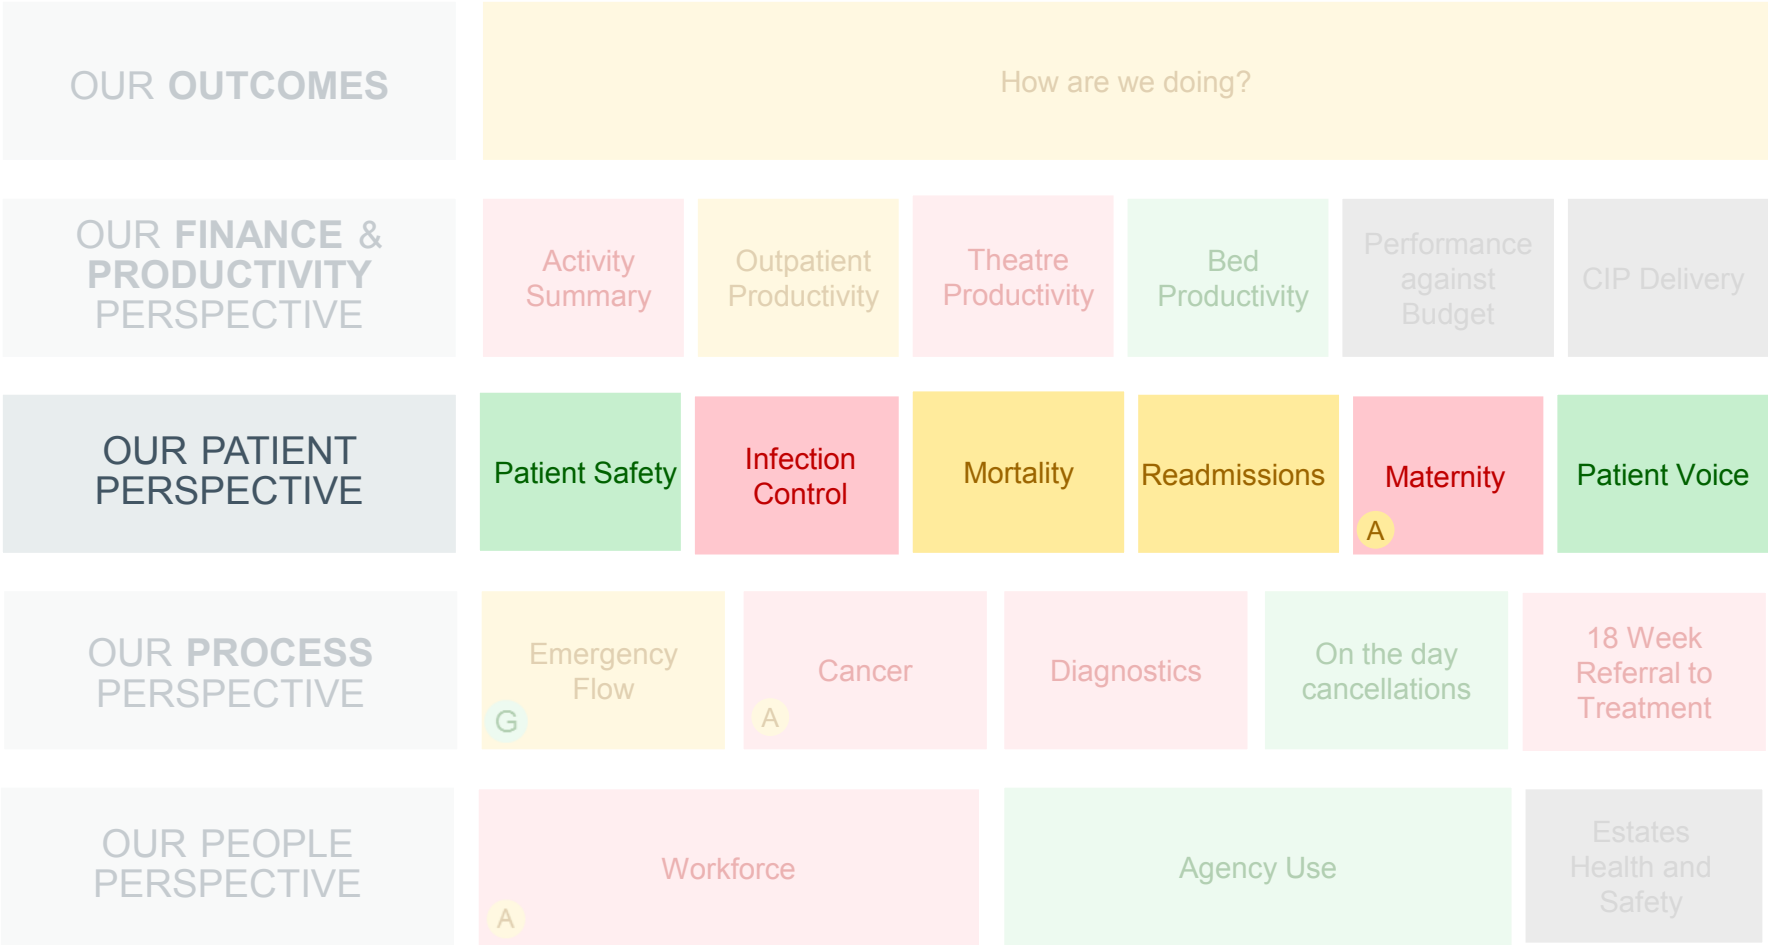 OUR OUTCOMES
How are we doing?
OUR FINANCE &
PRODUCTIVITY
PERSPECTIVE
Activity
Summary
Outpatient
Productivity
Theatre
Productivity
Bed
Productivity
Performance
against
Budget
CIP Delivery
OUR PATIENT
PERSPECTIVE
Patient Safety
Infection
Control
Mortality
Readmissions
Maternity
A
Patient Voice
OUR PROCESS
PERSPECTIVE
Emergency
Flow
G
Cancer
A
Diagnostics
On the day
cancellations
18 Week
Referral to
Treatment
OUR PEOPLE
PERSPECTIVE
Workforce
A
Agency Use
Estates
Health and
Safety